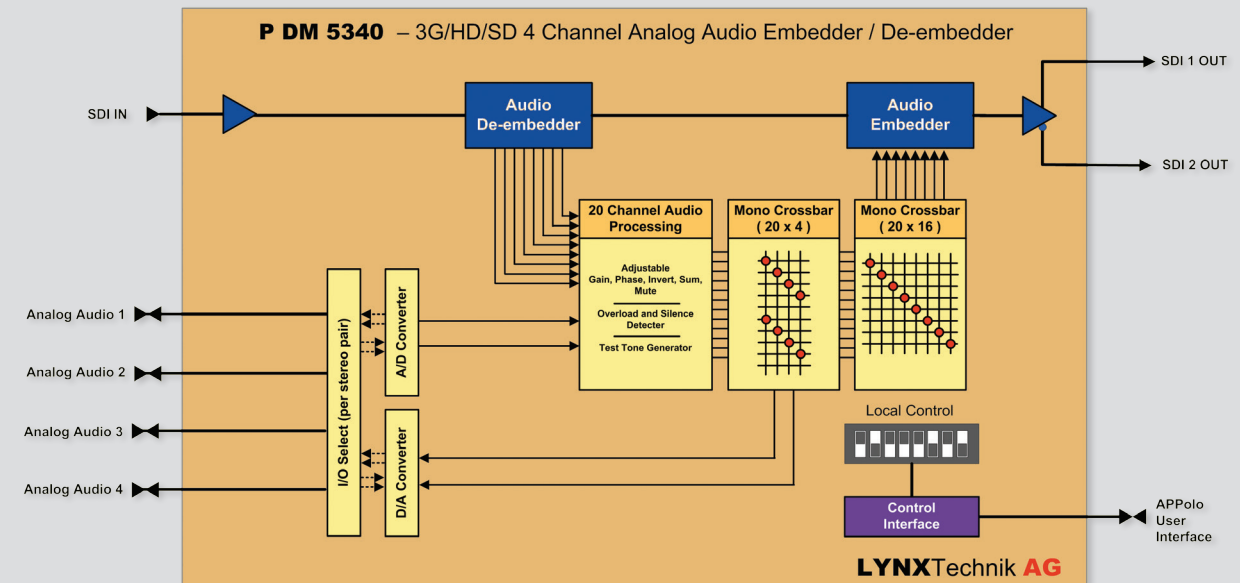 P DM 5340 – 3G/HD/SD 4 Channel Analog Audio Embedder / De-embedder
SDI IN
Audio
De-embedder
Audio
Embedder
SDI 1 OUT
SDI 2 OUT
20 Channel Audio
Processing
Adjustable
Gain, Phase, Invert, Sum,
Mute
Overload and Silence
Detecter
Test Tone Generator
Mono Crossbar
( 20 x 4 )
Mono Crossbar
( 20 x 16 )
Analog Audio 1
Analog Audio 2
Analog Audio 3
Analog Audio 4
I/O Select (per stereo pair)
A/D Converter
D/A Converter
Local Control
Control
Interface
APPolo
User
Interface
LYNXTechnik AG